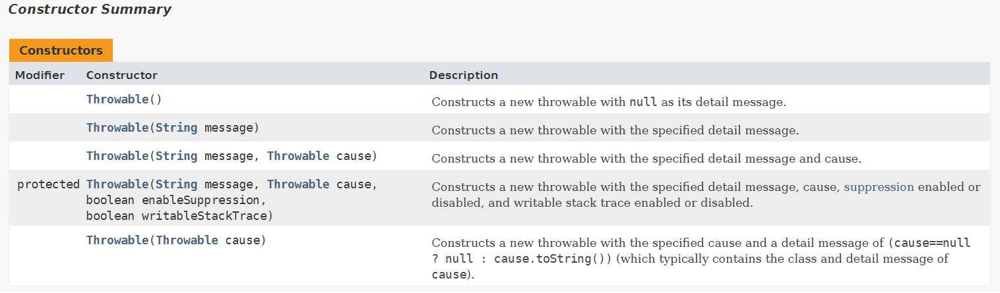 Constructor Summary
Constructors
Modifier Constructor Description
Throwable() Constructs a new throwable with null as its detail message.
Throwable(String message) Constructs a new throwable with the specified detail message.
Throwable(String message, Throwable cause) Constructs a new throwable with the specified detail message and cause.
protected Throwable(String message, Throwable cause,
boolean enableSuppression,
boolean writableStackTrace)
Constructs a new throwable with the specified detail message, cause, suppression enabled or
disabled, and writable stack trace enabled or disabled.
Throwable(Throwable cause)
Constructs a new throwable with the specified cause and a detail message of (cause==null
? null : cause.toString()) (which typically contains the class and detail message of
cause).